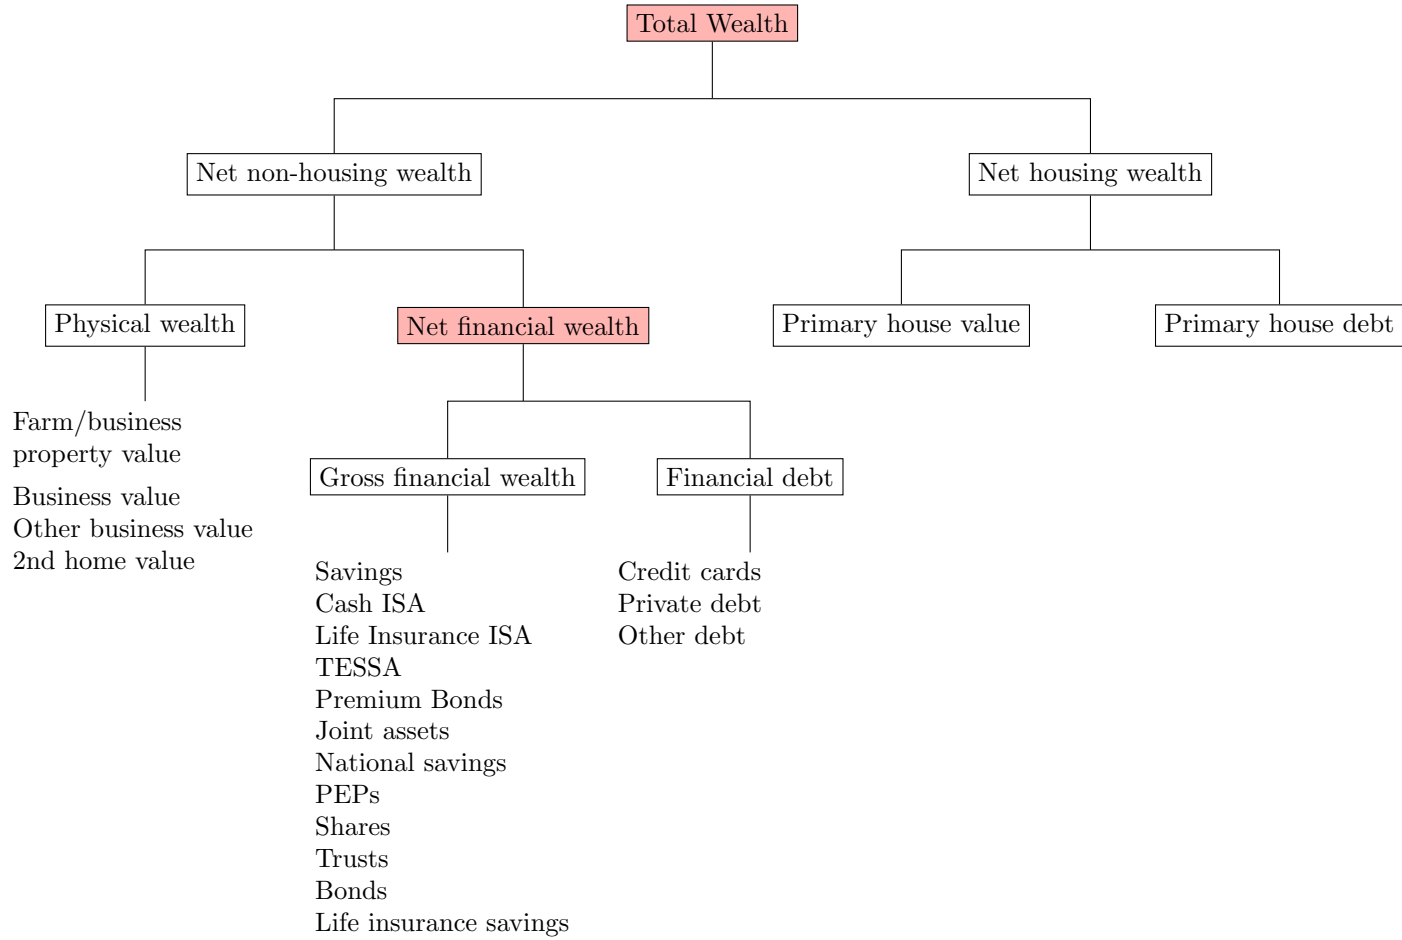 Total Wealth
Net non-housing wealth
Net housing wealth
Physical wealth
Net financial wealth
Primary house value
Primary house debt
Farm/business
property value
Business value
Other business value
2nd home value
Gross financial wealth
Financial debt
Savings
Cash ISA
Life Insurance ISA
TESSA
Premium Bonds
Joint assets
National savings
PEPs
Shares
Trusts
Bonds
Life insurance savings
Credit cards
Private debt
Other debt